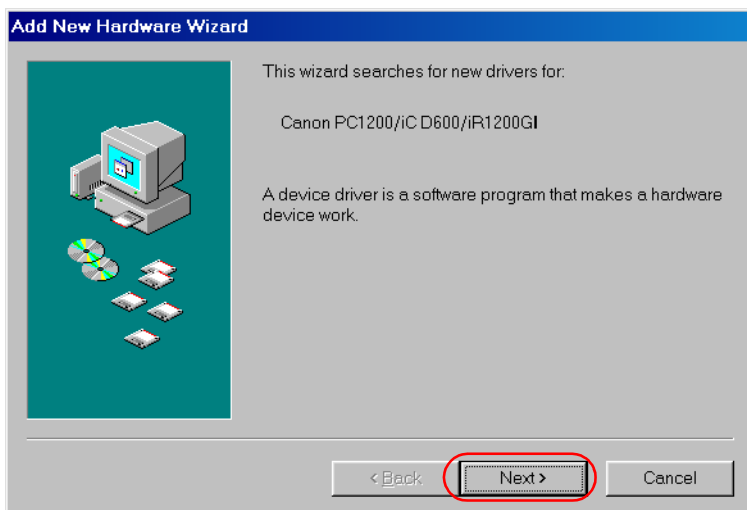 Add New Hardware Wizard
This wizard searches for new drivers for:
Canon PC1200/iC D600/iR1200GI
A device driver is a software program that makes a hardware
device work.
< Back
Next >
Cancel